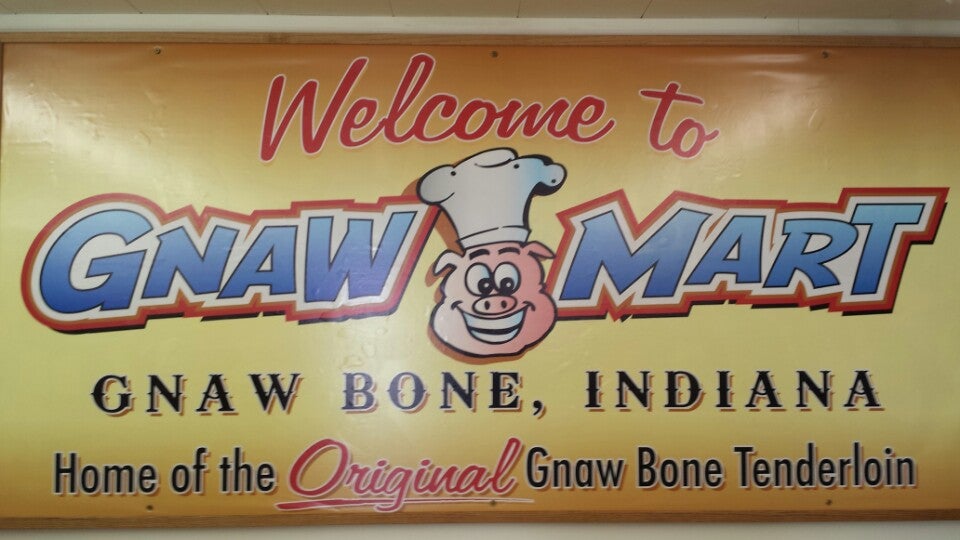 Welcome to
GNAW MART
GNAW BONE, INDIANA
Home of the Original Gnaw Bone Tenderloin